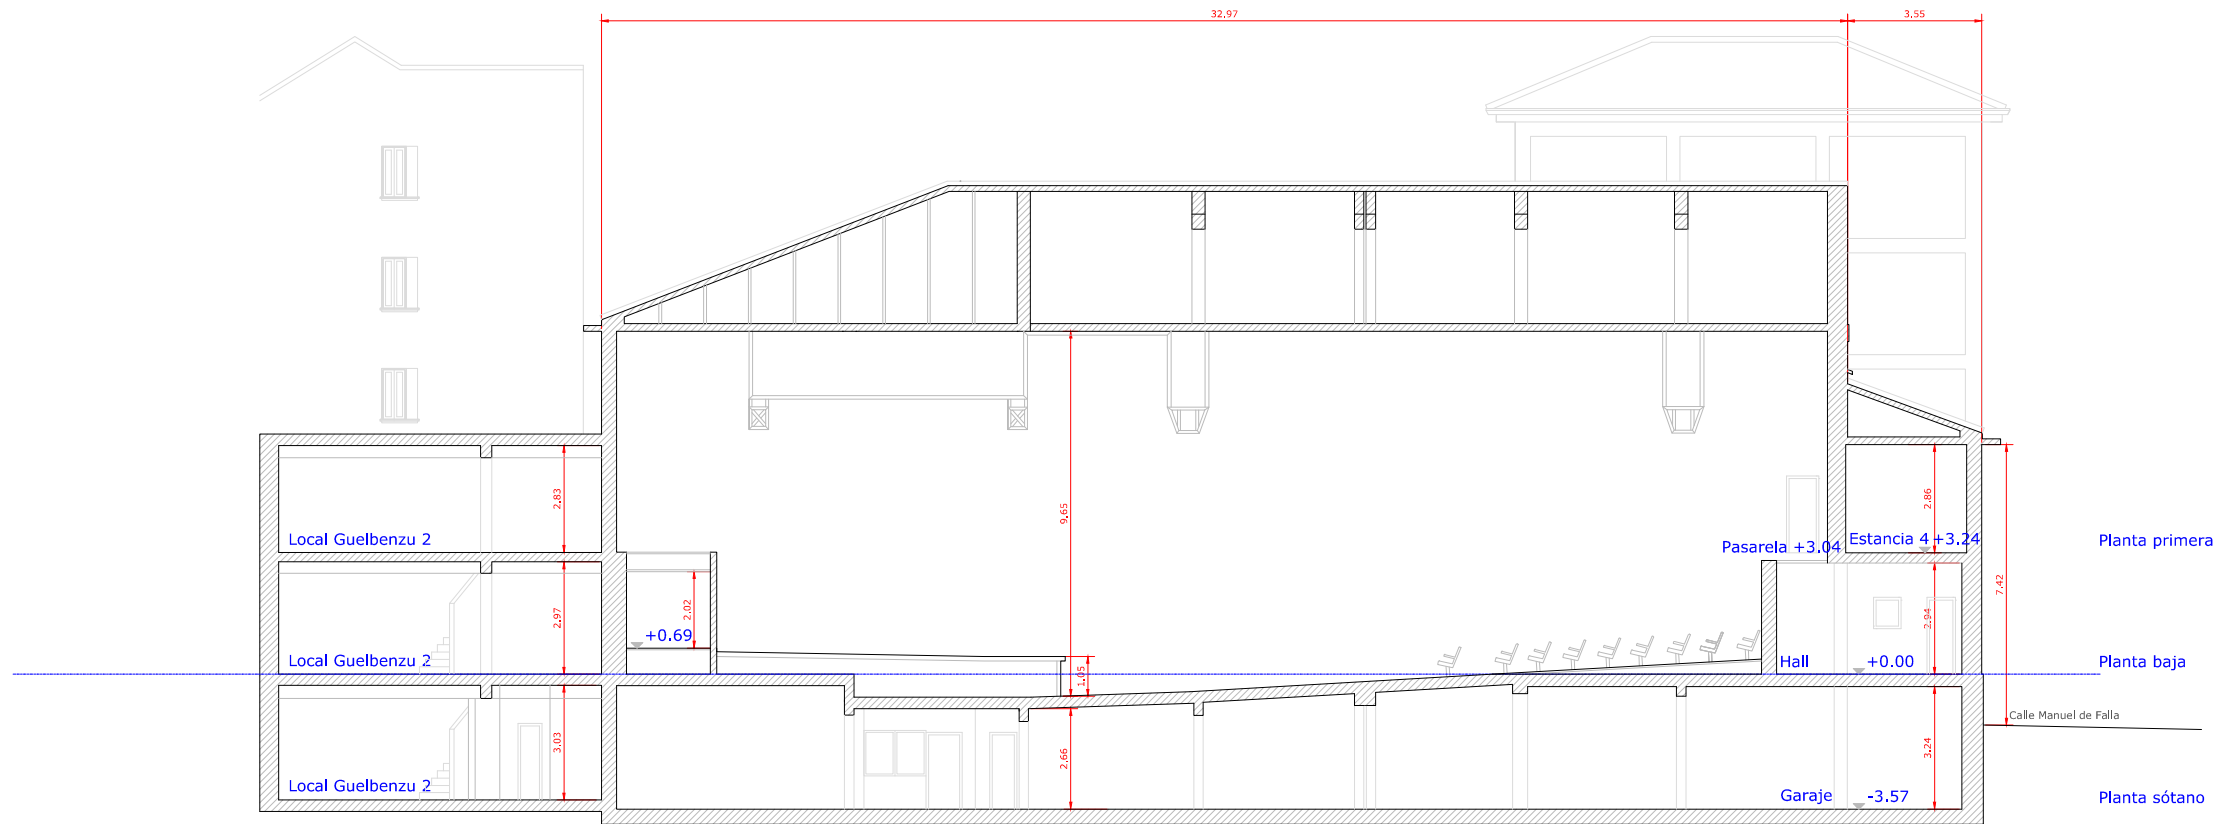 32.97
3.55
2.83
9.65
2.86
Local Guelbenzu 2
Pasarela +3.04
Estancia 4 +3.24
Planta primera
2.97
2.02
2.94
7.42
+0.69
1.05
Local Guelbenzu 2
Hall
+0.00
Planta baja
Calle Manuel de Falla
3.03
2.66
3.24
Local Guelbenzu 2
Garaje
-3.57
Planta sótano